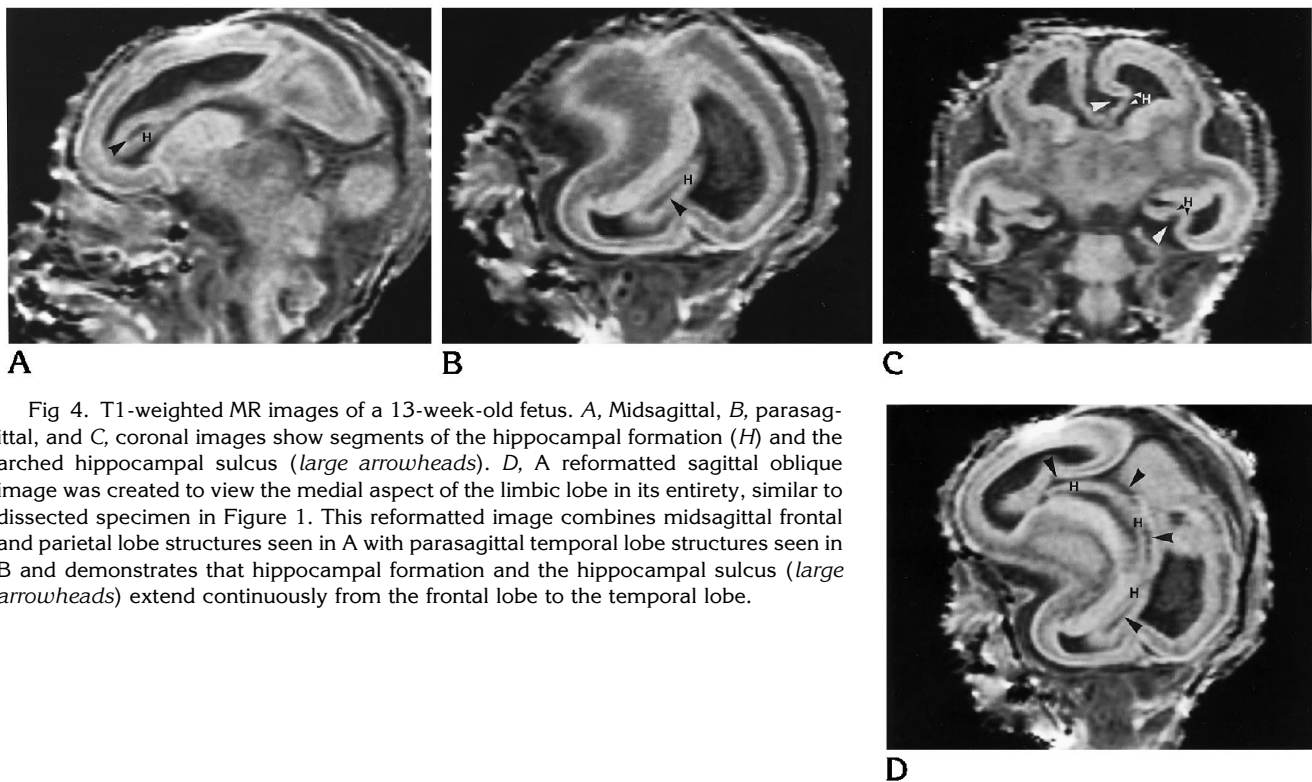 H
A
H
B
H
H
C
Fig 4. T1-weighted MR images of a 13-week-old fetus. A, Midsagittal, B, parasag-
ittal, and C, coronal images show segments of the hippocampal formation (H) and the
arched hippocampal sulcus (large arrowheads). D, A reformatted sagittal oblique
image was created to view the medial aspect of the limbic lobe in its entirety, similar to
dissected specimen in Figure 1. This reformatted image combines midsagittal frontal
and parietal lobe structures seen in A with parasagittal temporal lobe structures seen in
B and demonstrates that hippocampal formation and the hippocampal sulcus (large
arrowheads) extend continuously from the frontal lobe to the temporal lobe.
H
H
H
D